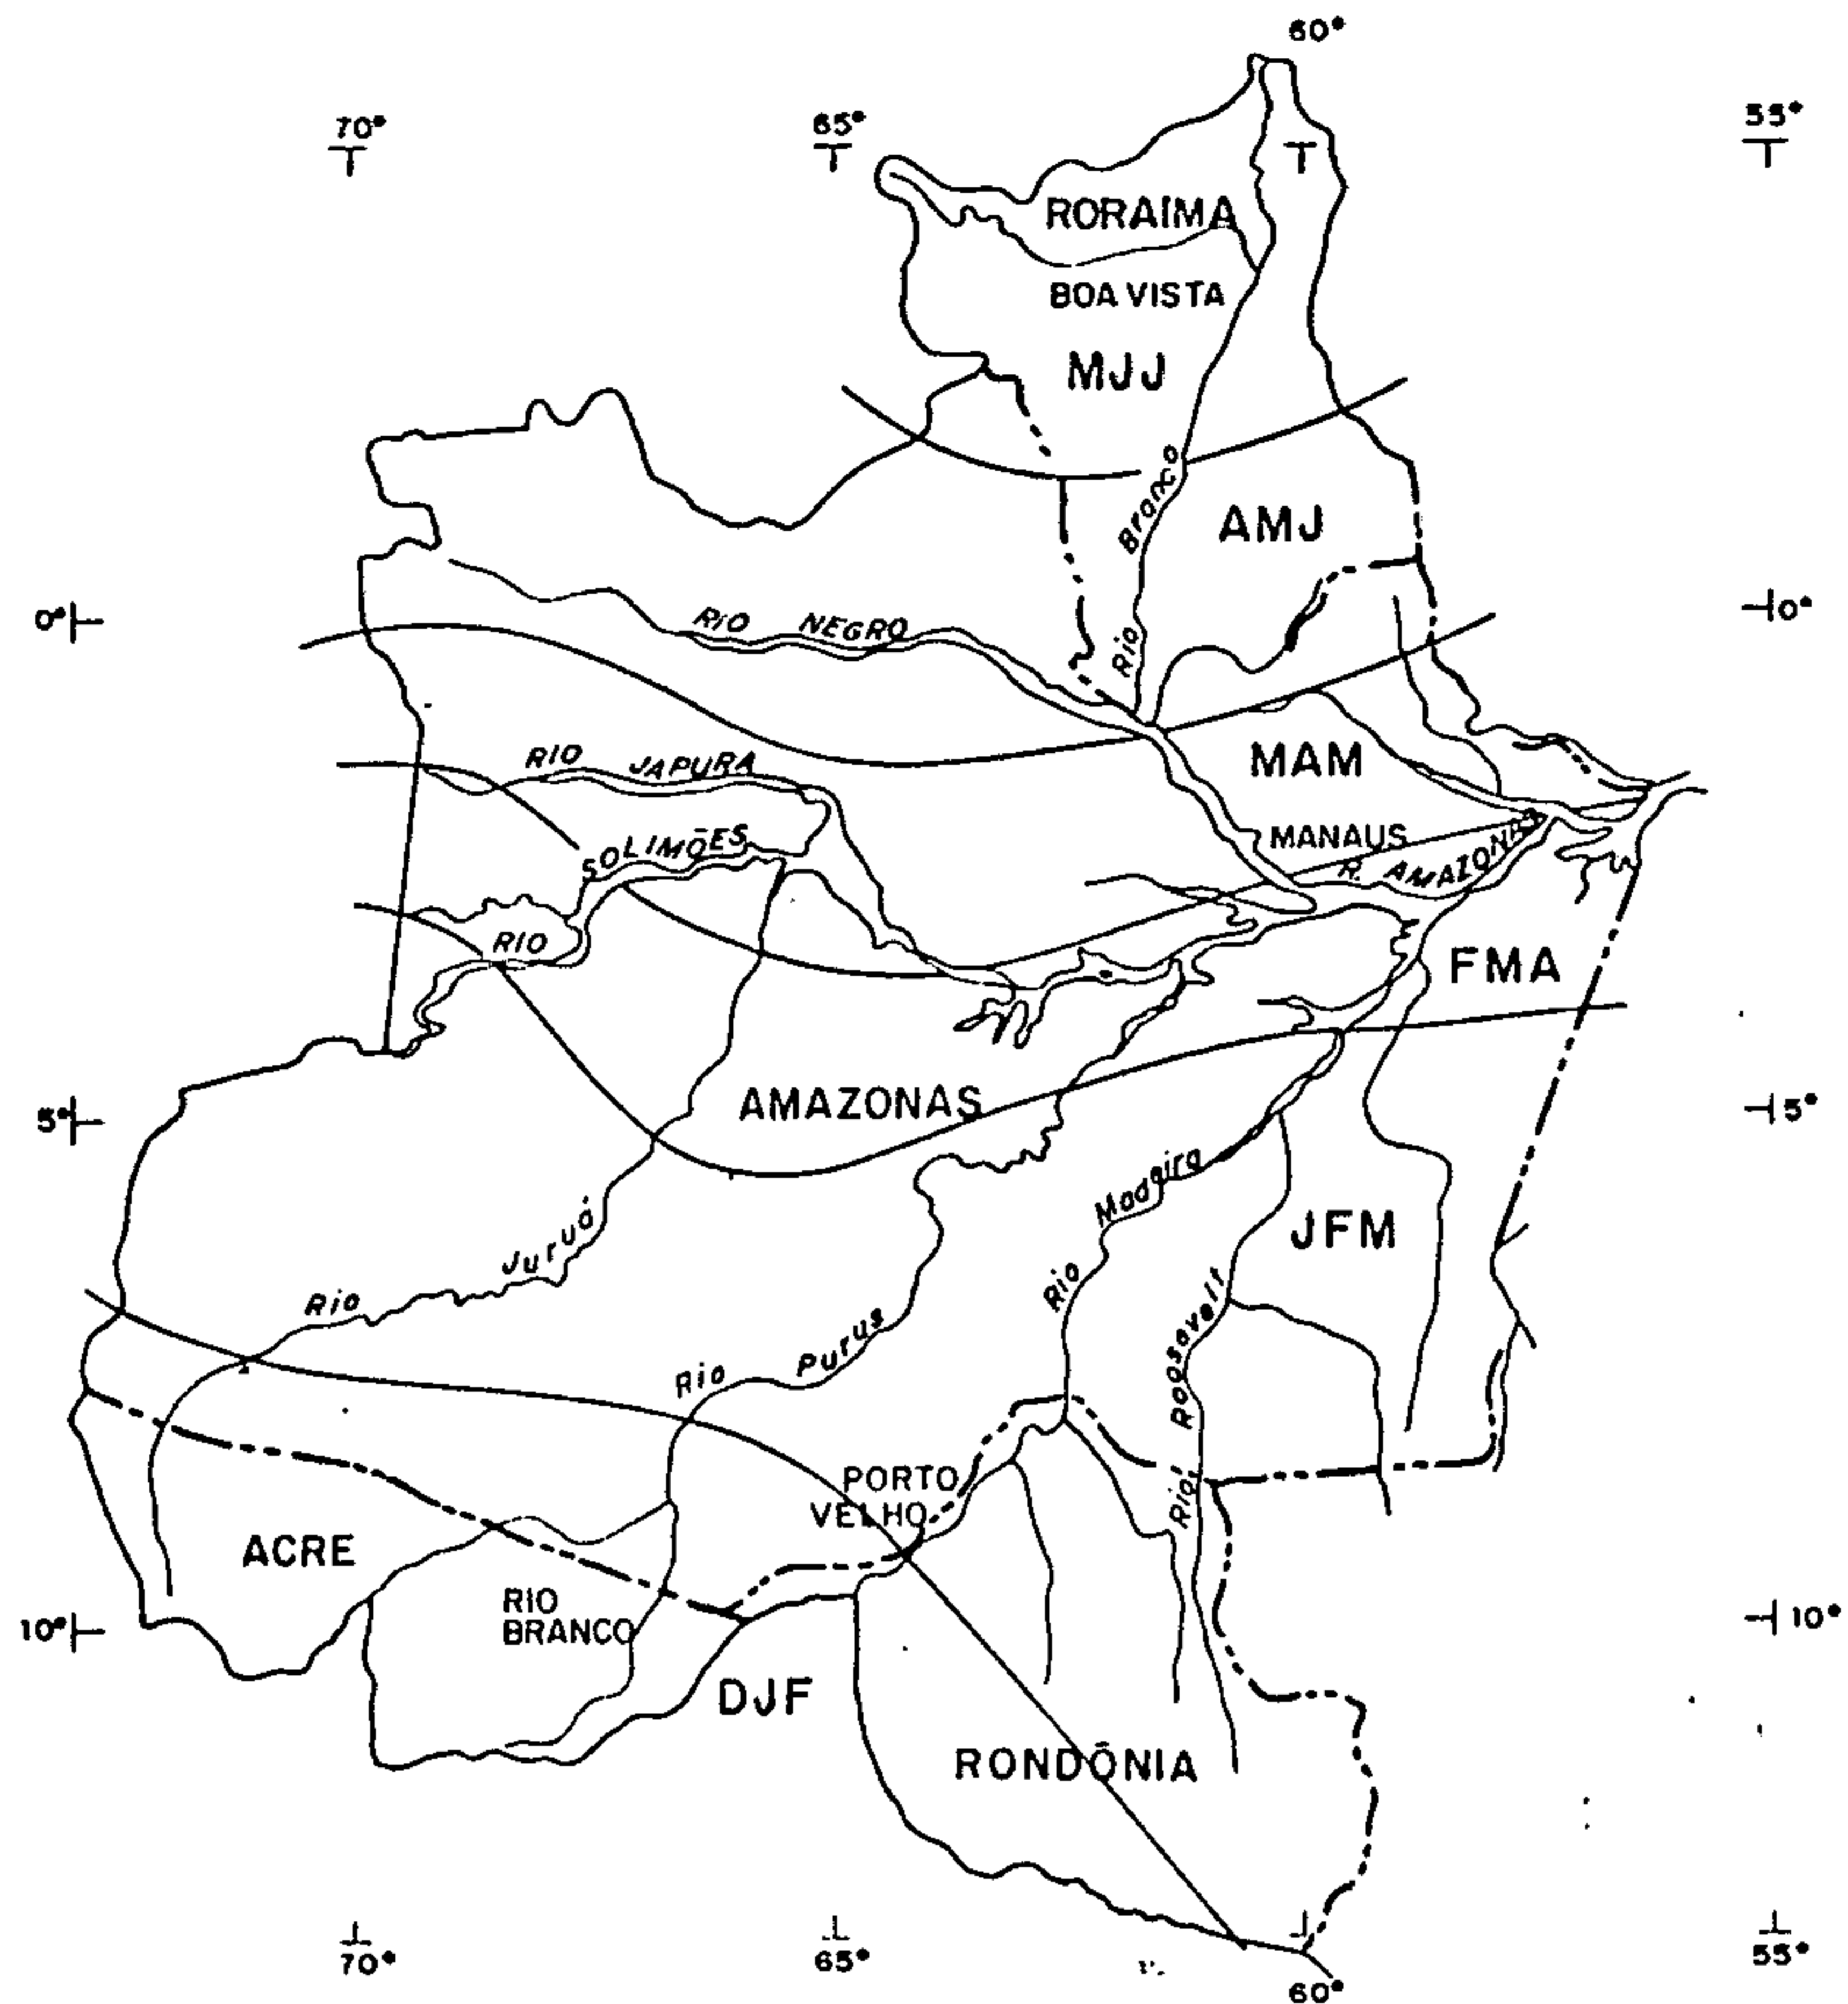 60°
70°
65°
55°
RORAIMA
BOA VISTA
MJJ
Rio Branco
AMJ
0°
0°
RIO NEGRO
RIO JAPURA
MAM
MANAUS
R. AMAZONAS
RIO SOLIMÕES
FMA
AMAZONAS
5°
5°
Rio Madeira
JFM
Rio Juruá
Rio Purus
Rio Roosevelt
PORTO
VELHO
ACRE
RIO
BRANCO
10°
10°
DJF
RONDÔNIA
70°
65°
60°
55°